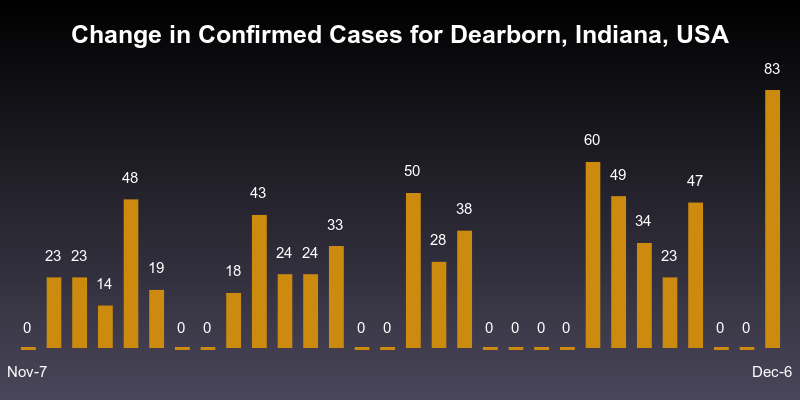 Change in Confirmed Cases for Dearborn, Indiana, USA
0 23 23 14 48 19 0 0 18 43 24 24 33 0 0 50 28 38 0 0 0 0 60 49 34 23 47 0 0 83
Nov-7 Dec-6